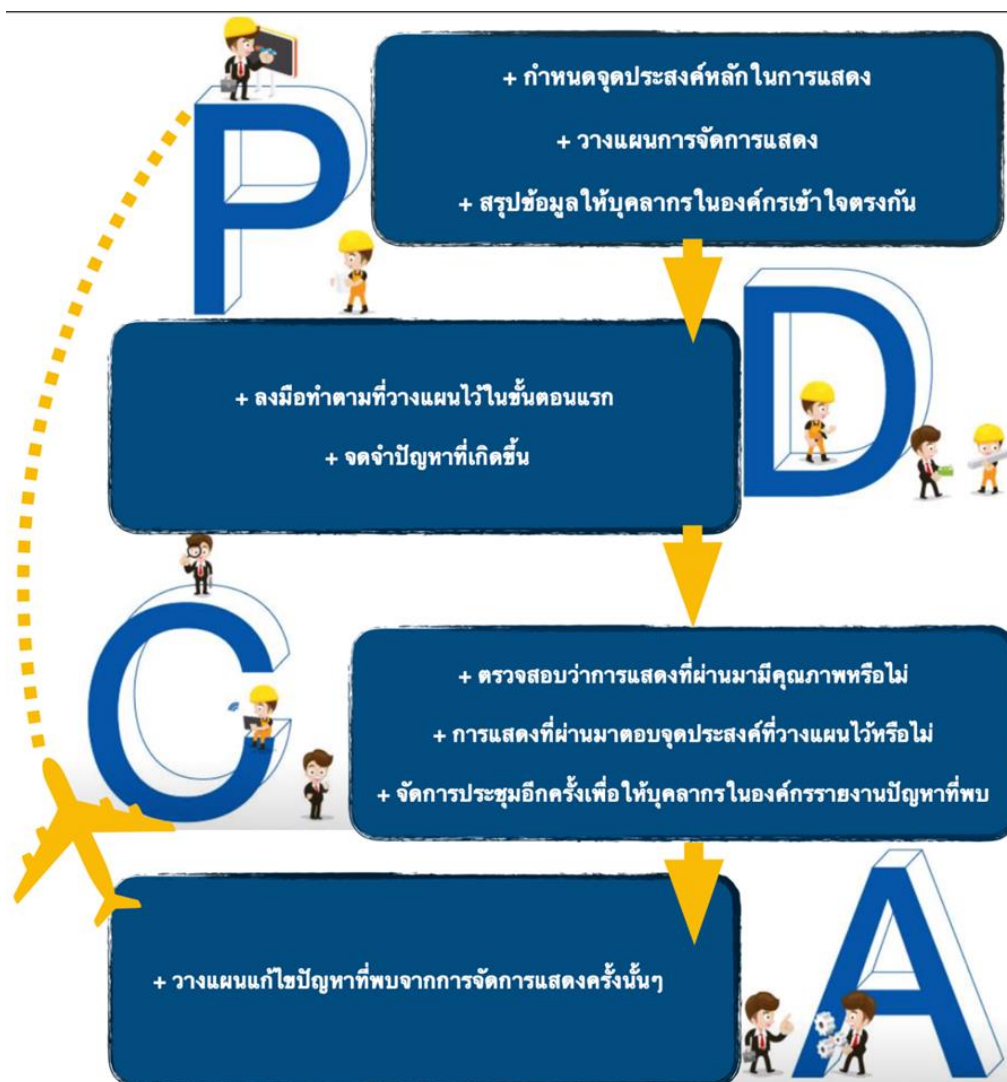 P
+ กำหนดจุดประสงค์หลักในการแสดง
+ วางแผนการจัดการแสดง
+ สรุปข้อมูลให้บุคลากรในองค์กรเข้าใจตรงกัน
D
+ ลงมือทำตามที่วางแผนไว้ในขั้นตอนแรก
+ จดจำปัญหาที่เกิดขึ้น
C
+ ตรวจสอบว่าการแสดงที่ผ่านมามีคุณภาพหรือไม่
+ การแสดงที่ผ่านมาตอบจุดประสงค์ที่วางแผนไว้หรือไม่
+ จัดการประชุมอีกครั้งเพื่อให้บุคลากรในองค์กรรายงานปัญหาที่พบ
A
+ วางแผนแก้ไขปัญหาที่พบจากการจัดการแสดงครั้งนั้นๆ